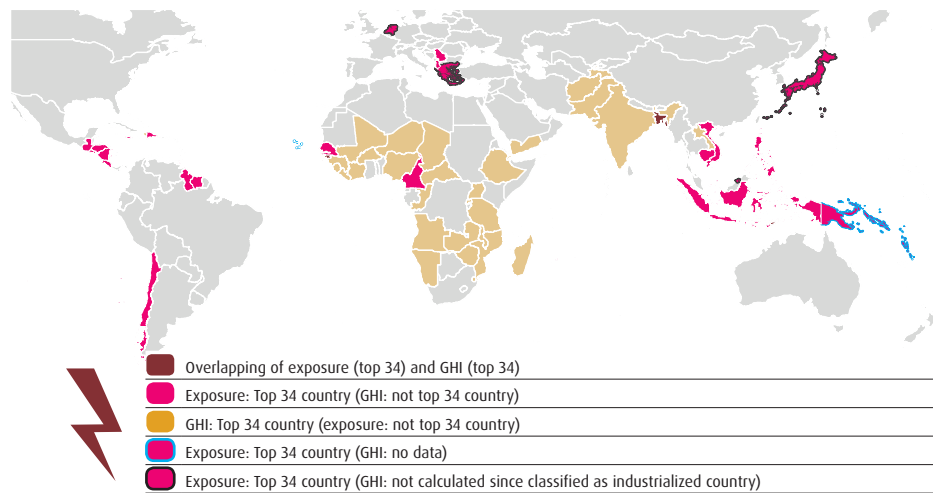 Overlapping of exposure (top 34) and GHI (top 34)
Exposure: Top 34 country (GHI: not top 34 country)
GHI: Top 34 country (exposure: not top 34 country)
Exposure: Top 34 country (GHI: no data)
Exposure: Top 34 country (GHI: not calculated since classified as industrialized country)